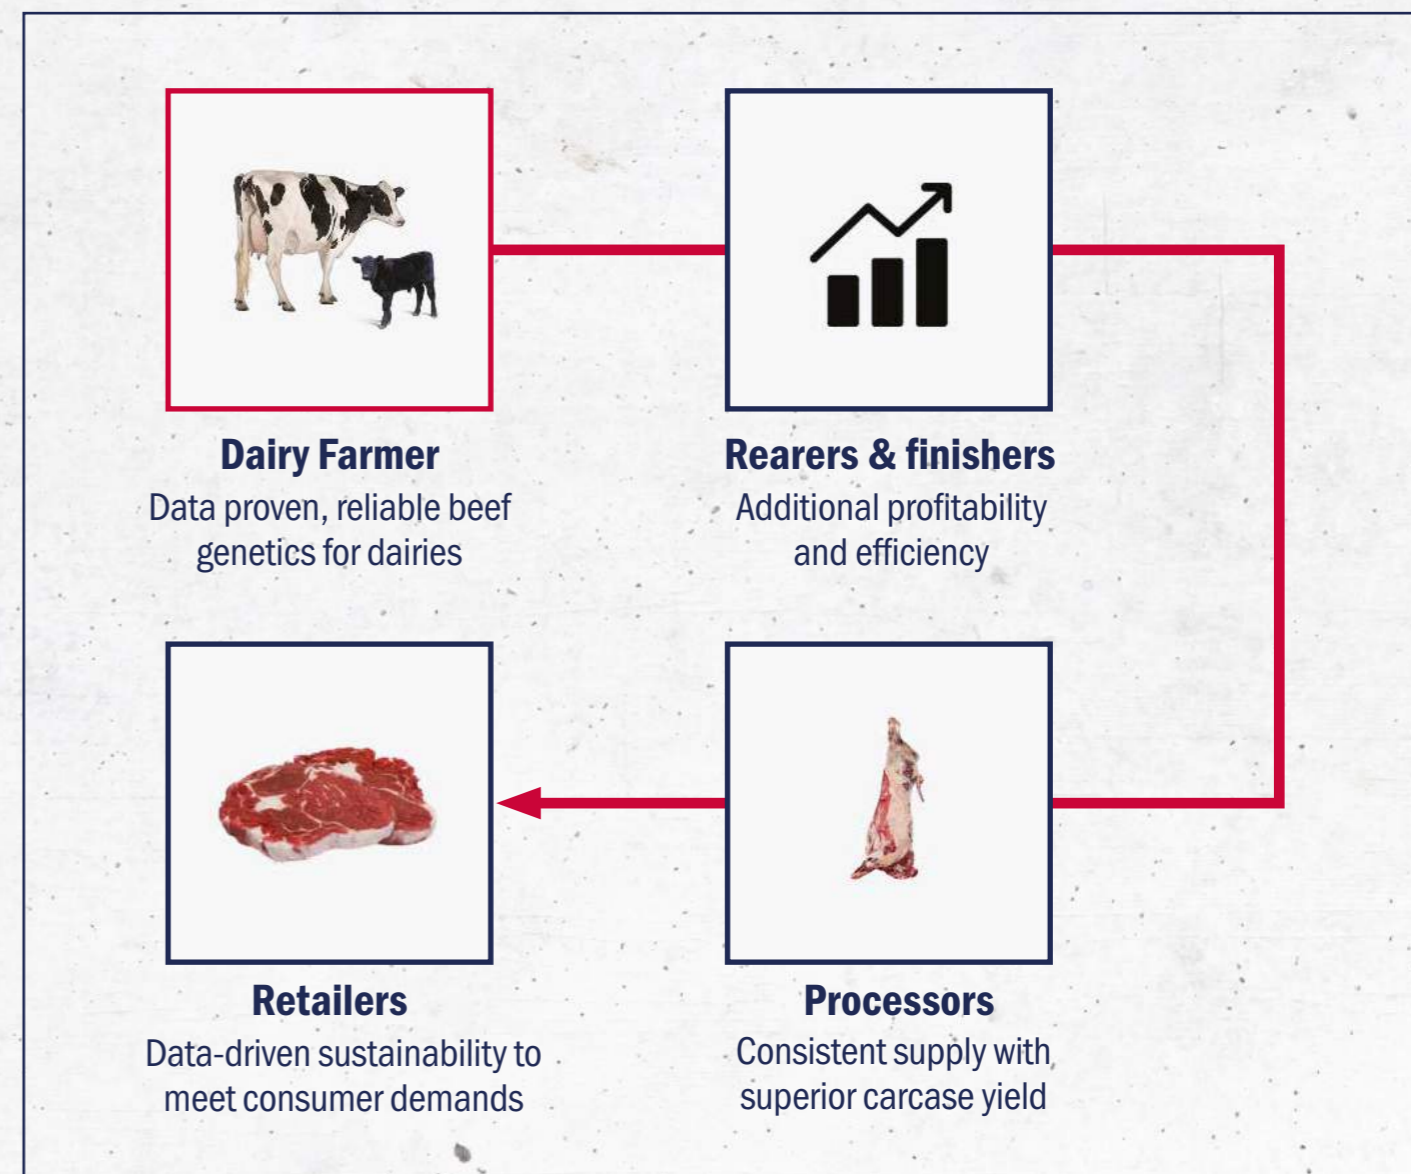 Dairy Farmer
Data proven, reliable beef
genetics for dairies
Rearers & finishers
Additional profitability
and efficiency
Retailers
Data-driven sustainability to
meet consumer demands
Processors
Consistent supply with
superior carcase yield